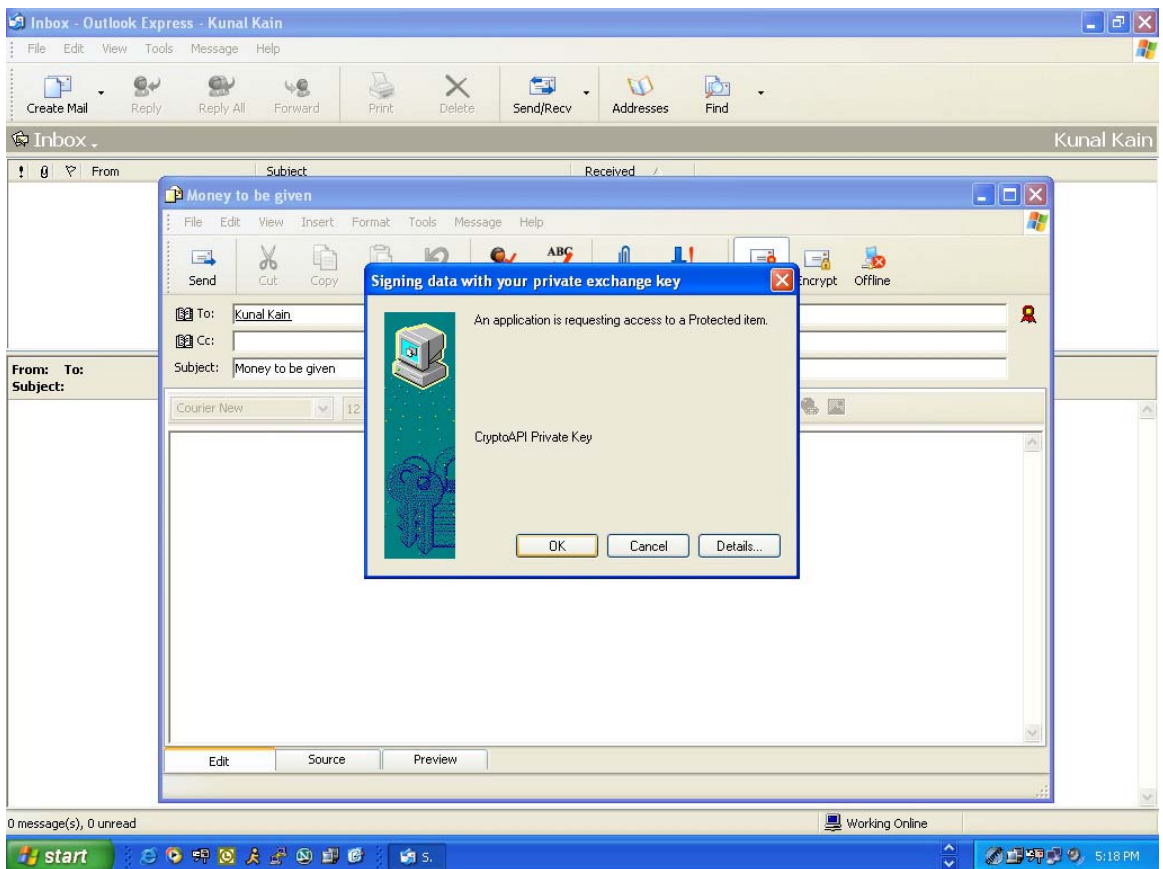 Inbox - Outlook Express - Kunal Kain
File Edit View Tools Message Help
Create Mail Reply Reply All Forward Print Delete Send/Recv Addresses Find
Inbox Kunal Kain
! From Subject Received
Money to be given
File Edit View Insert Format Tools Message Help
ABC
Send Cut Copy Encrypt Offline
Signing data with your private exchange key
An application is requesting access to a Protected item.
CryptoAPI Private Key
OK Cancel Details...
To: Kunal Kain
Cc:
Subject: Money to be given
Courier New 12
From: To:
Subject:
Edit Source Preview
0 message(s), 0 unread Working Online
start S. 5:18 PM